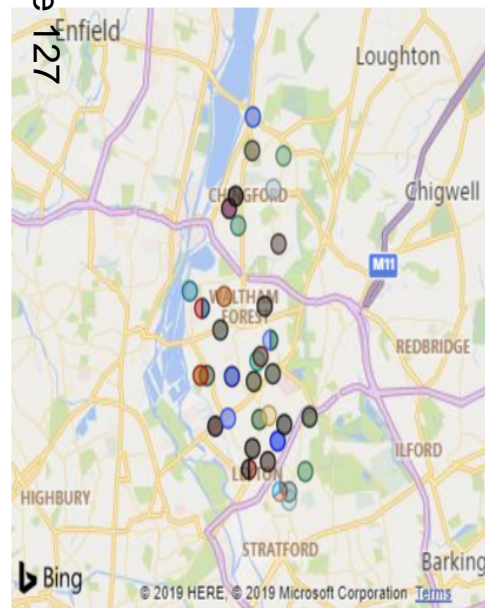 e 127
Enfield
Loughton
CHINGFORD
Chigwell
M11
WALTHAM
FOREST
REDBRIDGE
ILFORD
LEYTON
HIGHBURY
STRATFORD
Barking
Bing
© 2019 HERE, © 2019 Microsoft Corporation Terms